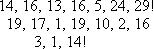 14, 16, 13, 16, 5, 24, 29!
19, 17, 1, 19, 10, 2, 16
3, 1, 14!